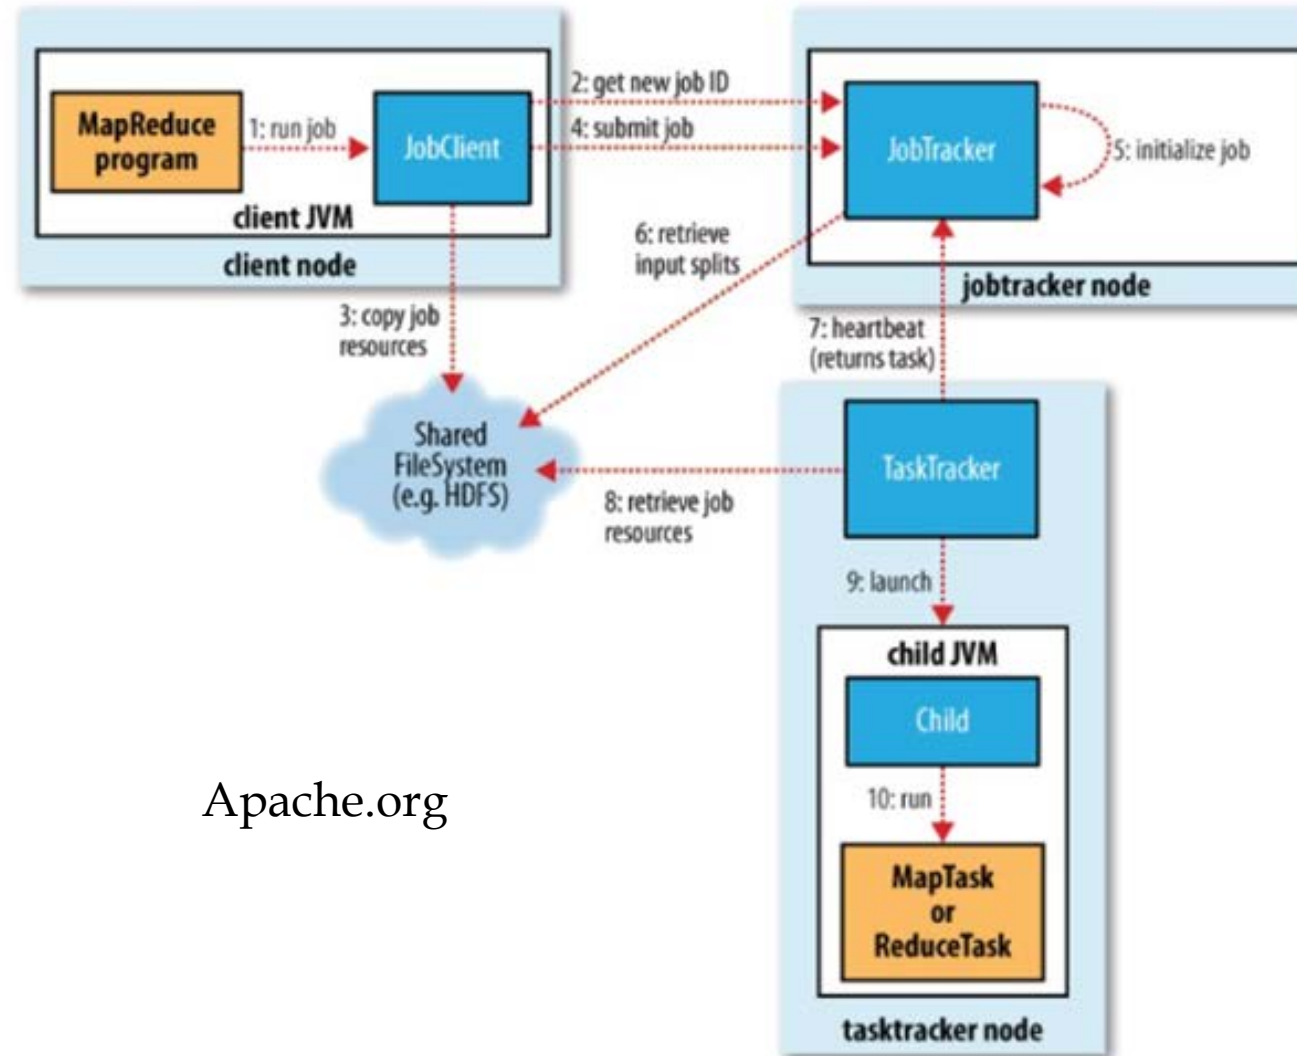 MapReduce
program
1: run job
JobClient
client JVM
client node
2: get new job ID
4: submit job
JobTracker
5: initialize job
jobtracker node
6: retrieve
input splits
3: copy job
resources
7: heartbeat
(returns task)
Shared
FileSystem
(e.g. HDFS)
8: retrieve job
resources
TaskTracker
9: launch
child JVM
Child
10: run
MapTask
or
ReduceTask
tasktracker node
Apache.org